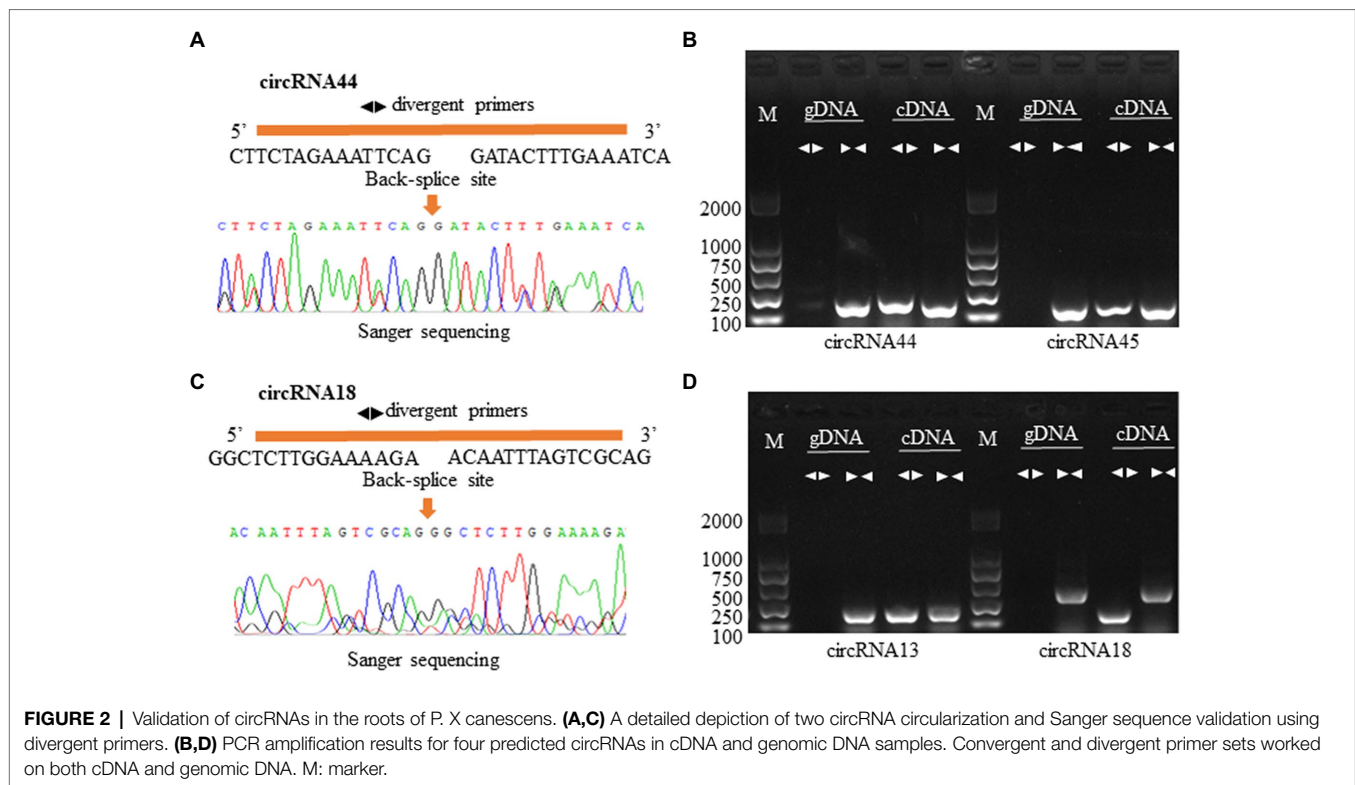 A
circRNA44
◄► divergent primers
5’ 3’
CTTCTAGAAATTCAG GATACTTTGAAATCA
Back-splice site
C T T C T A G A A A T T C A G G A T A C T T T G A A A T C A
Sanger sequencing
B
M gDNA cDNA M gDNA cDNA
2000
1000
750
500
250
100
circRNA44 circRNA45
C
circRNA18
◄► divergent primers
5’ 3’
GGCTCTTGGAAAAGA ACAATTTAGTCGCAG
Back-splice site
A C A A T T T A G T C G C A G G G C T C T T G G A A A A G A
Sanger sequencing
D
M gDNA cDNA M gDNA cDNA
2000
1000
750
500
250
100
circRNA13 circRNA18
FIGURE 2 | Validation of circRNAs in the roots of P. X canescens. (A,C) A detailed depiction of two circRNA circularization and Sanger sequence validation using
divergent primers. (B,D) PCR amplification results for four predicted circRNAs in cDNA and genomic DNA samples. Convergent and divergent primer sets worked
on both cDNA and genomic DNA. M: marker.